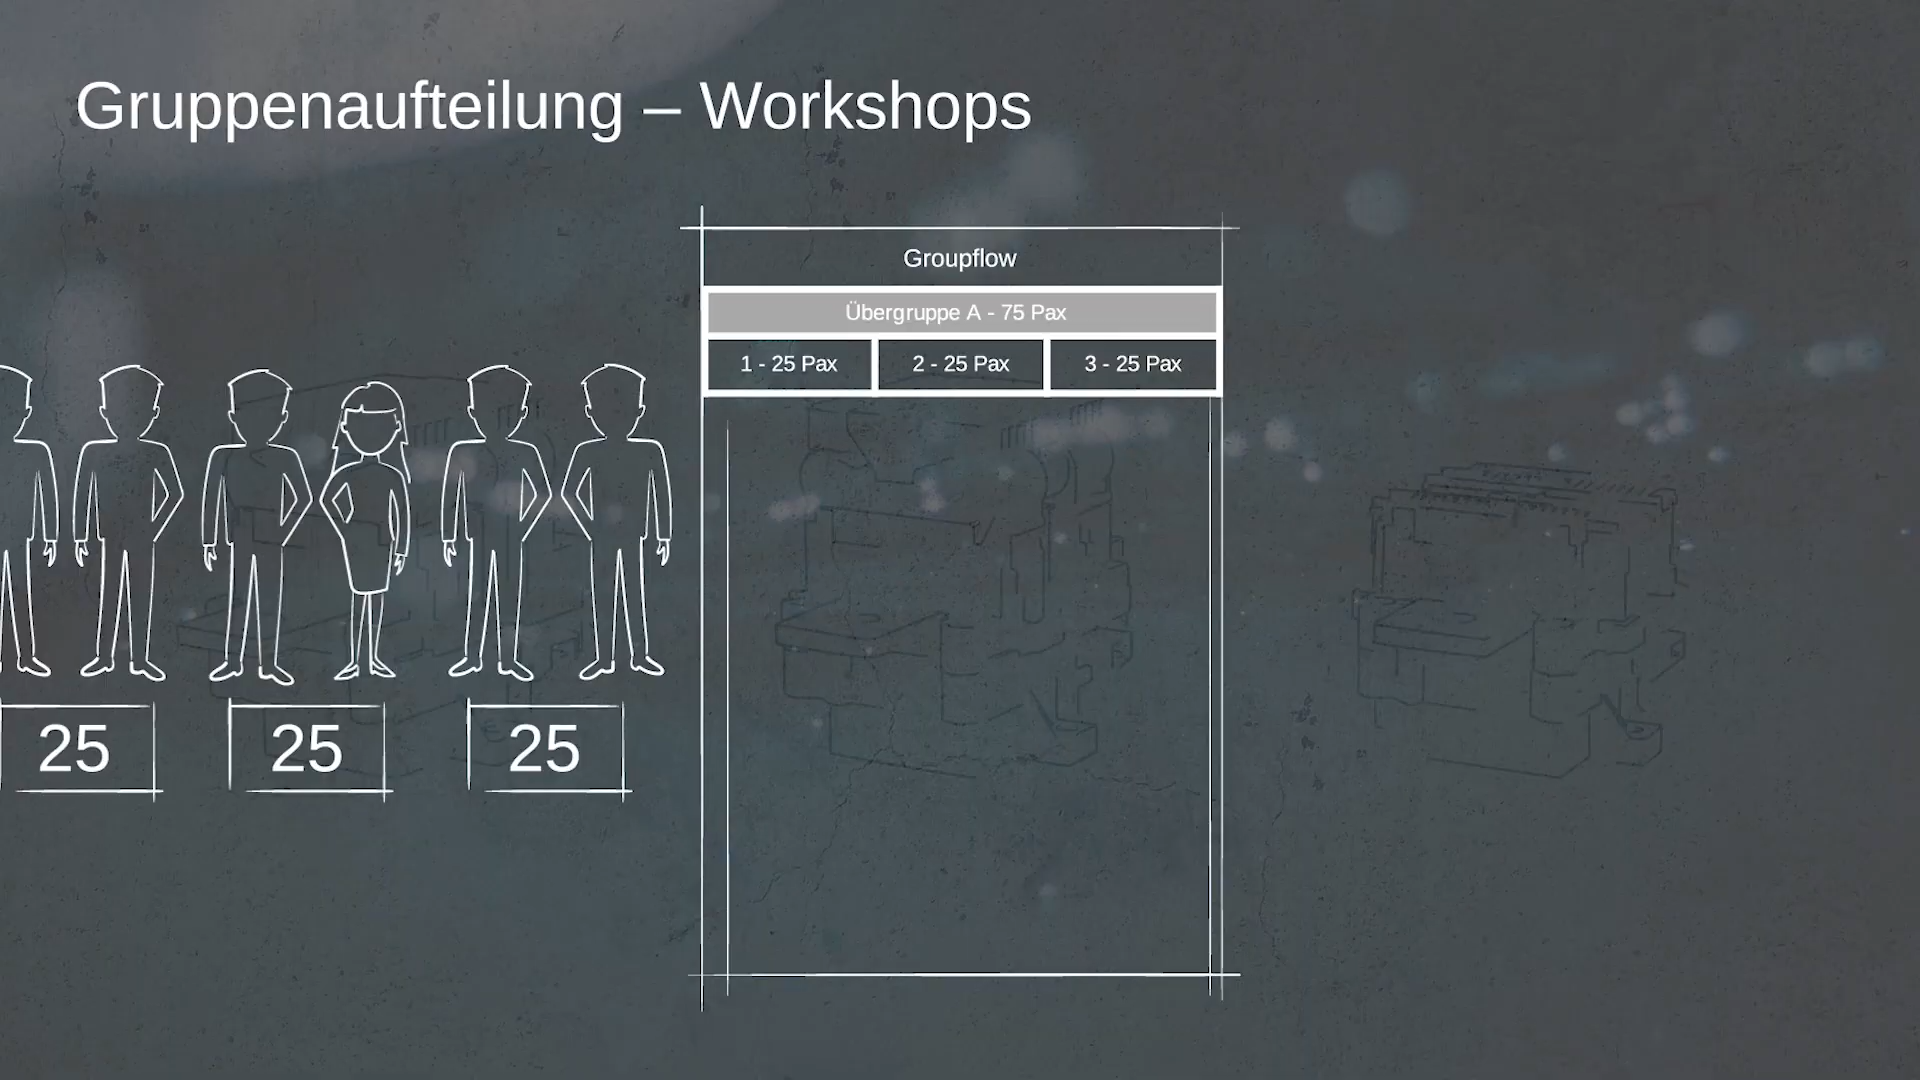 Gruppenaufteilung – Workshops
Groupflow
Übergruppe A - 75 Pax
1 - 25 Pax
2 - 25 Pax
3 - 25 Pax
25
25
25